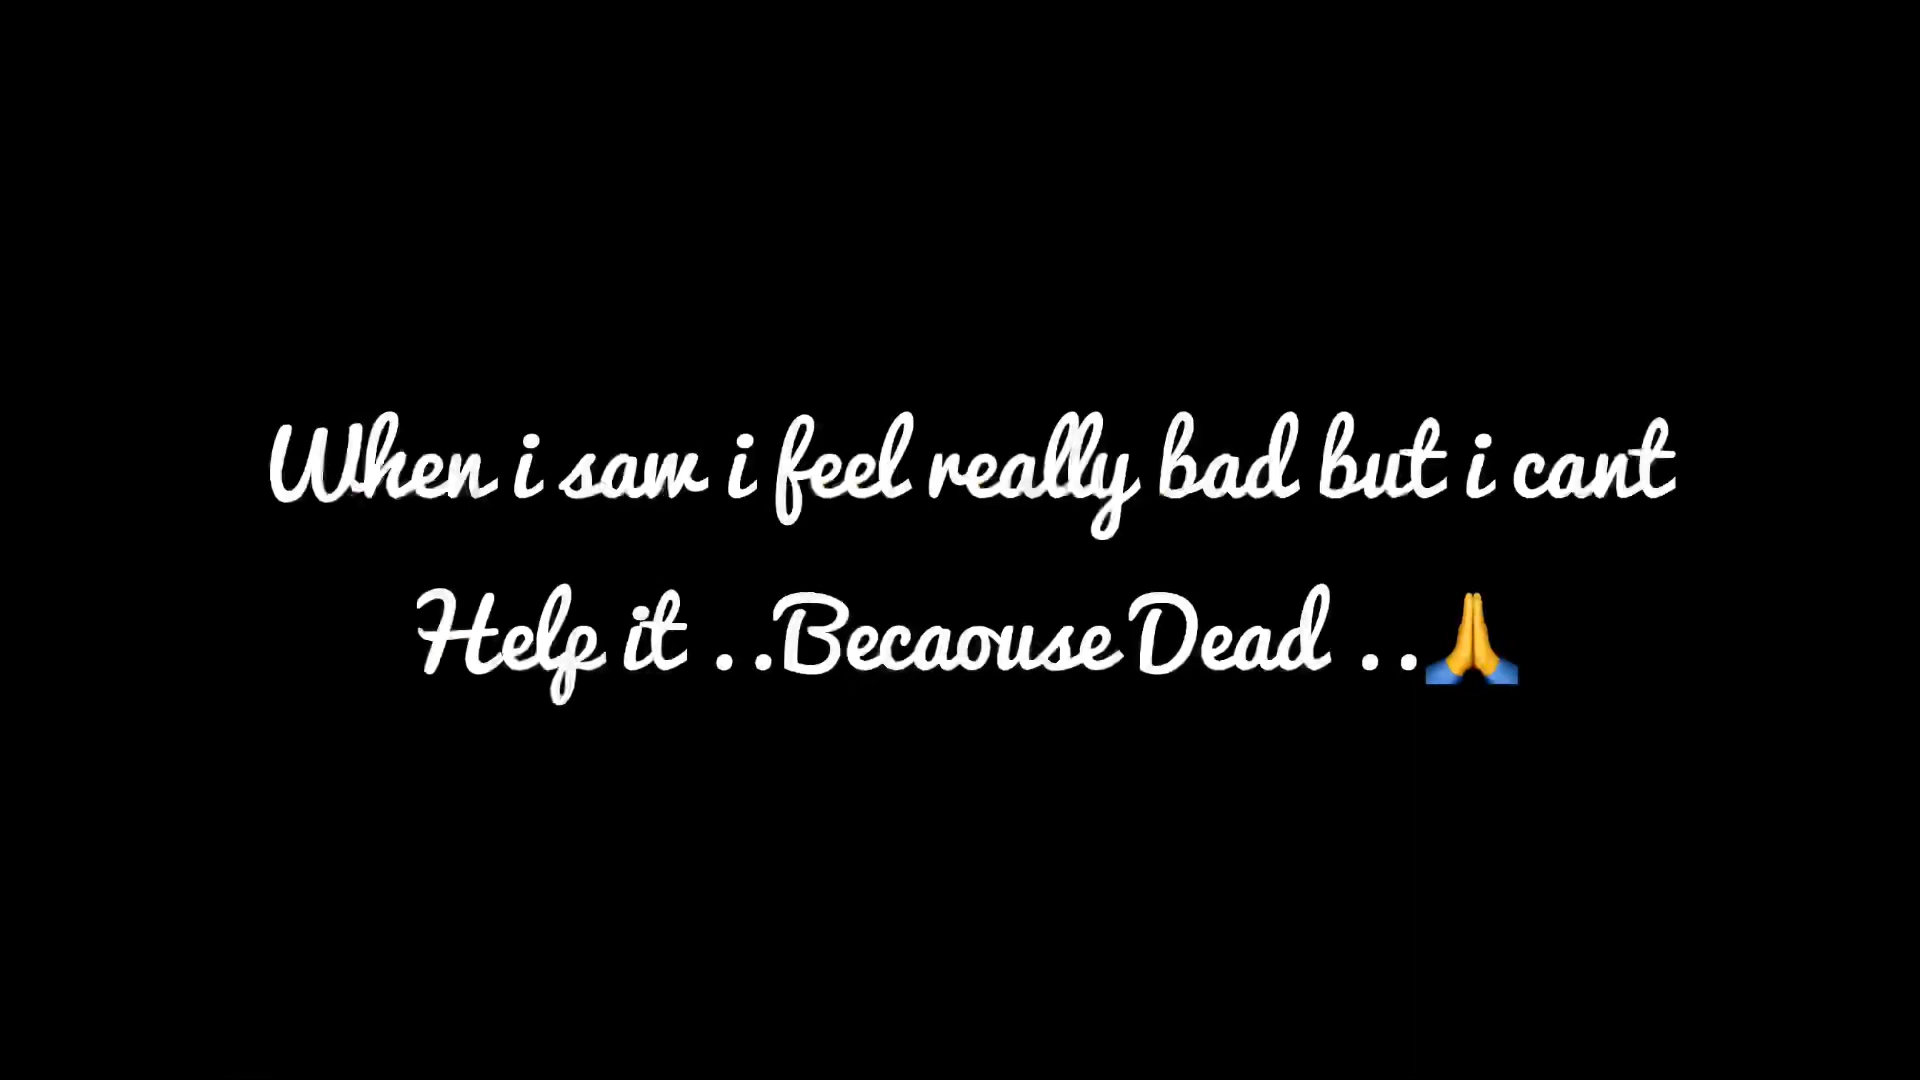 When i saw i feel really bad but i cant
Help it ..Becaouse Dead ..🙏